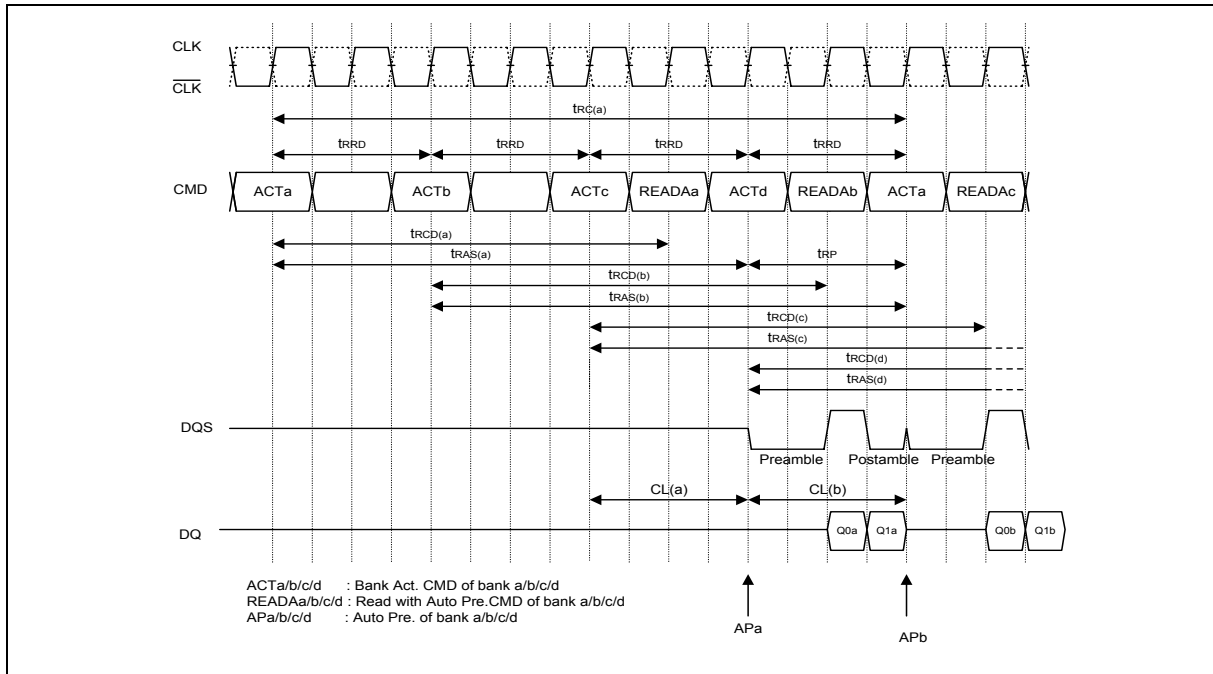 CLK
CLK
tRC(a)
tRRD tRRD tRRD tRRD
CMD ACTa ACTb ACTc READAa ACTd READAb ACTa READAc
tRCD(a)
tRAS(a) tRP
tRCD(b)
tRAS(b)
tRCD(c)
tRAS(c)
tRCD(d)
tRAS(d)
DQS
Preamble Postamble Preamble
CL(a) CL(b)
DQ Q0a Q1a Q0b Q1b
ACTa/b/c/d : Bank Act. CMD of bank a/b/c/d
READAa/b/c/d : Read with Auto Pre.CMD of bank a/b/c/d
APa/b/c/d : Auto Pre. of bank a/b/c/d
APa APb